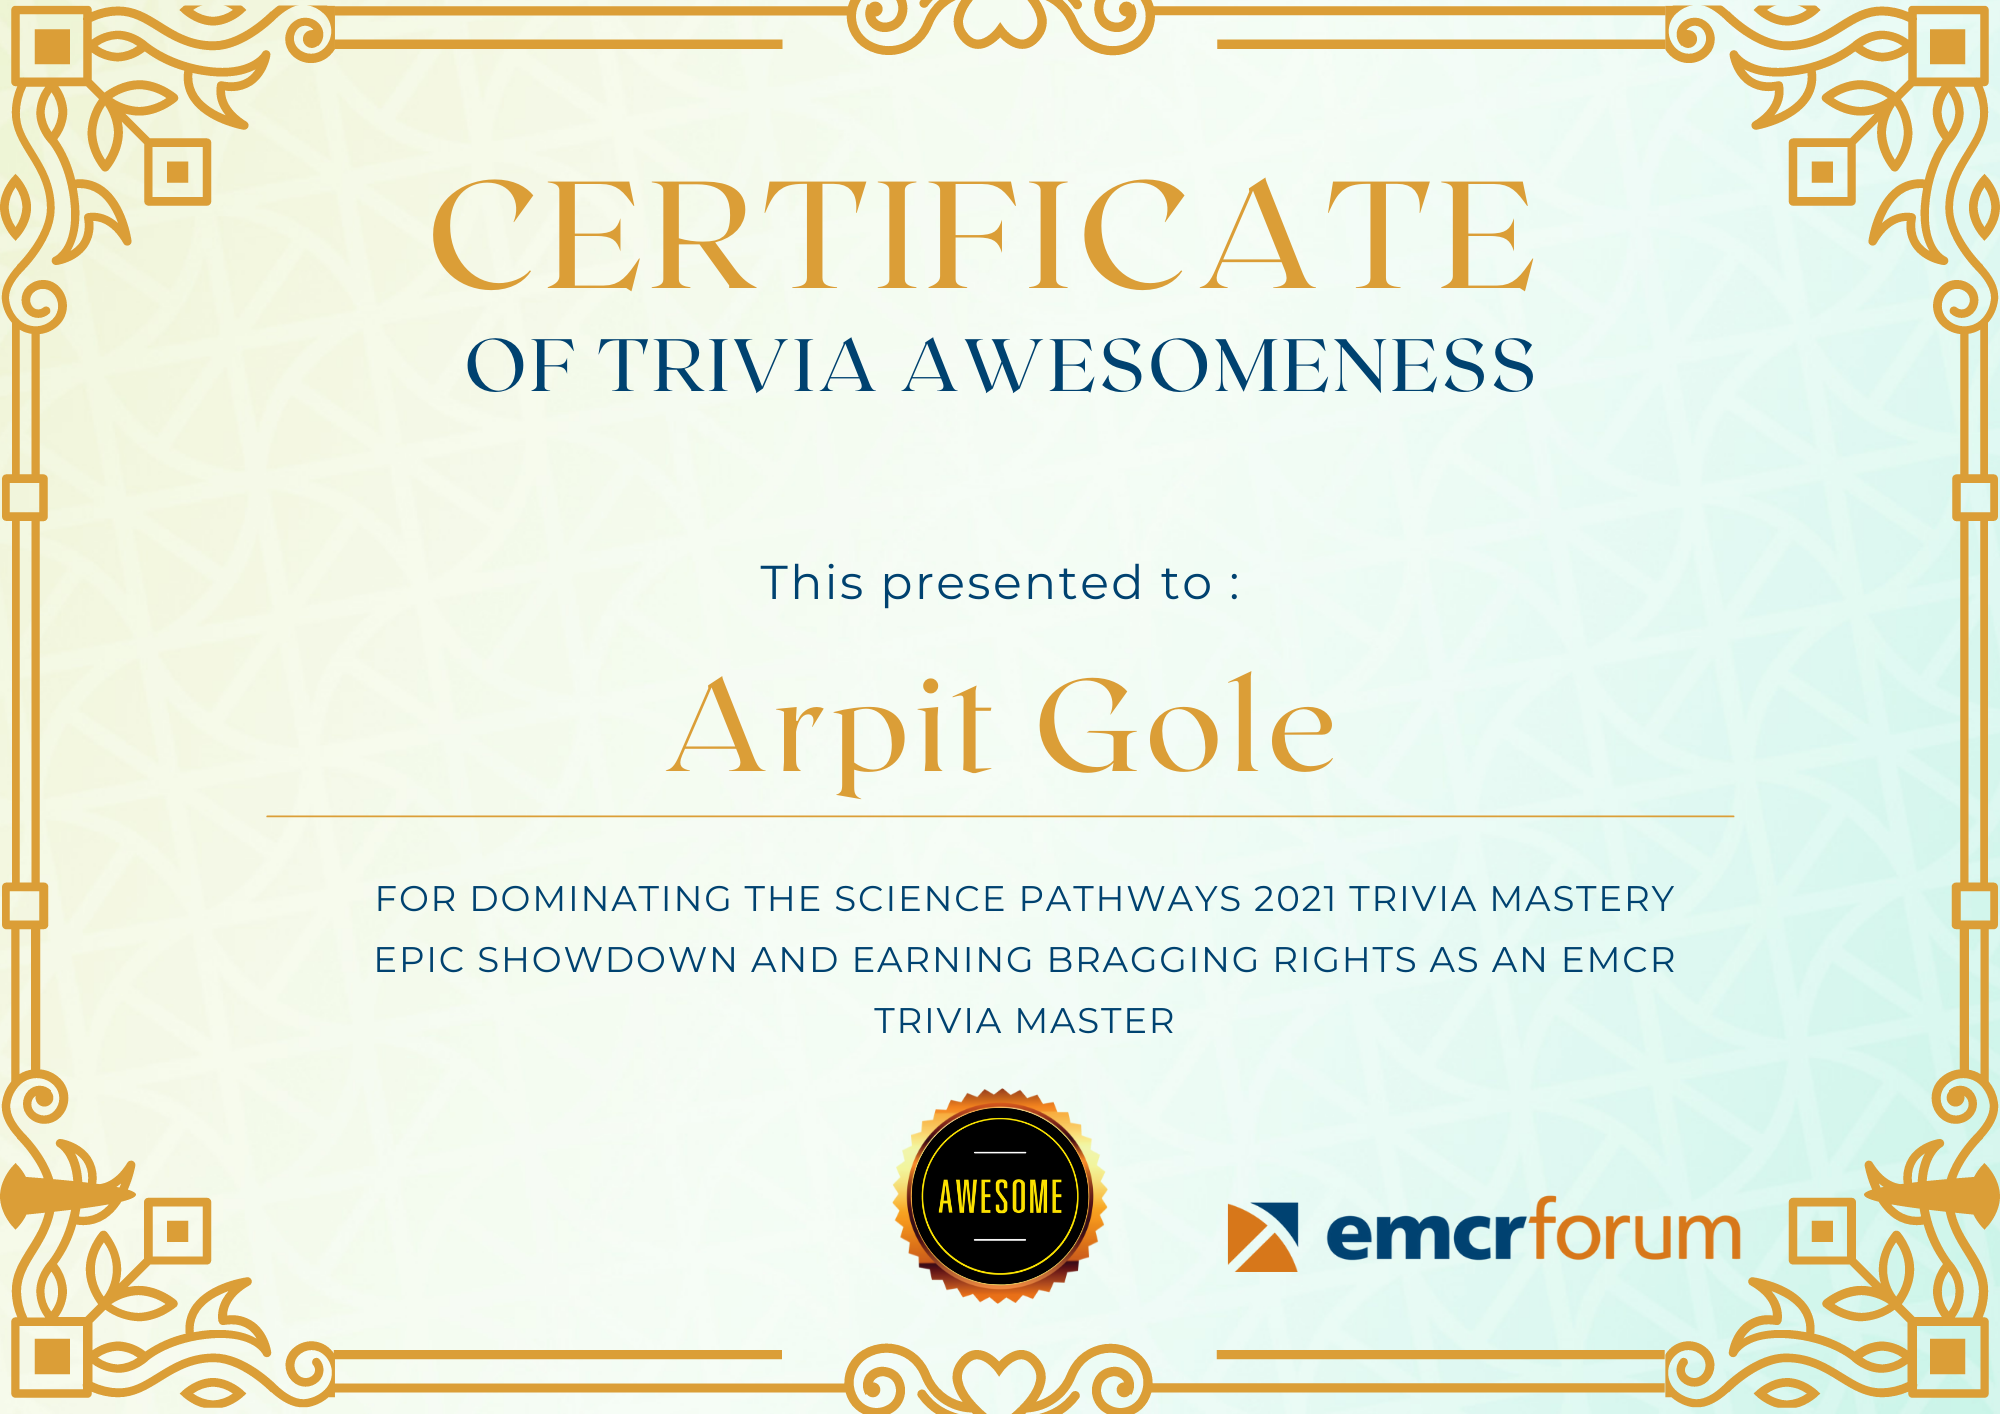 CERTIFICATE
OF TRIVIA AWESOMENESS
This presented to :
Arpit Gole
FOR DOMINATING THE SCIENCE PATHWAYS 2021 TRIVIA MASTERY
EPIC SHOWDOWN AND EARNING BRAGGING RIGHTS AS AN EMCR
TRIVIA MASTER
AWESOME
emcrforum